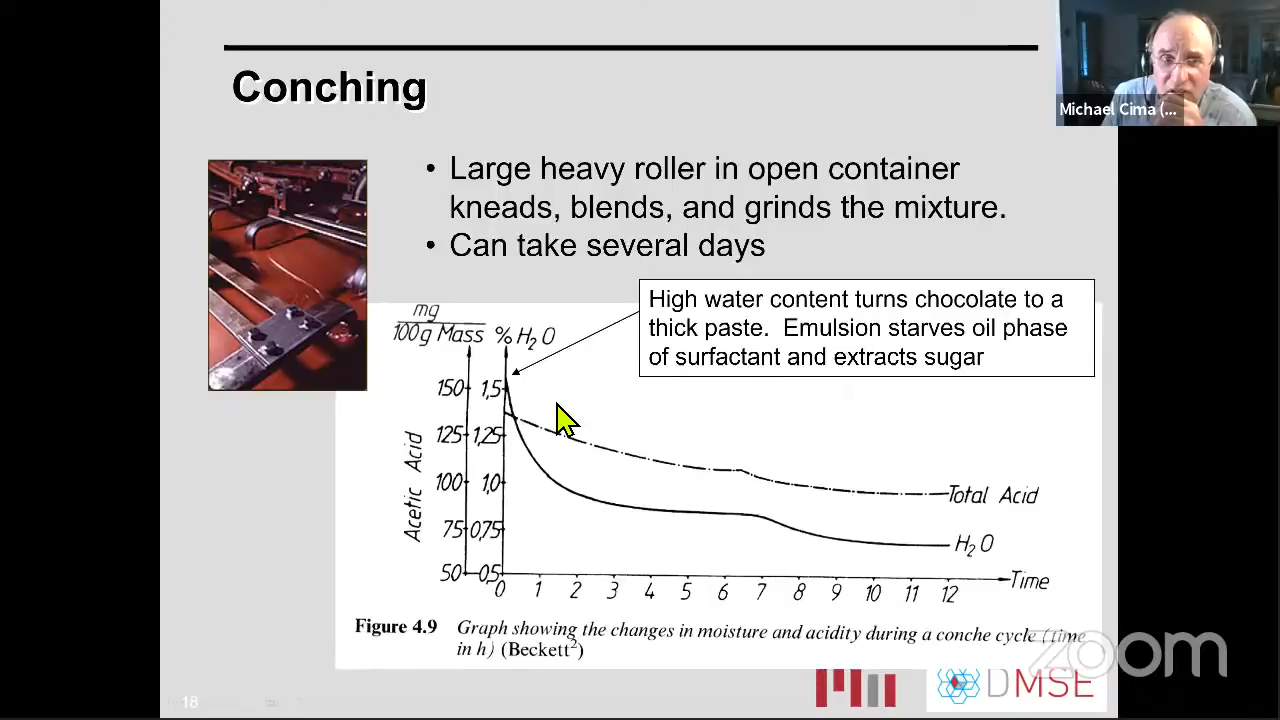 Conching
Michael Cima (...
• Large heavy roller in open container
kneads, blends, and grinds the mixture.
• Can take several days
High water content turns chocolate to a
thick paste. Emulsion starves oil phase
of surfactant and extracts sugar
mg
100g Mass % H₂O
150 1,5
125 1,25
100 1,0
75 0,75
50 0,5
Acetic Acid
Total Acid
H₂O
Time
0 1 2 3 4 5 6 7 8 9 10 11 12
Figure 4.9 Graph showing the changes in moisture and acidity during a conche cycle (time
in h) (Beckett²)
zoom
18
DMSE